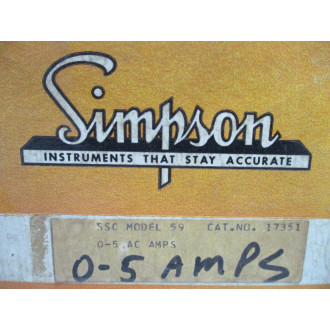 Simpson
INSTRUMENTS THAT STAY ACCURATE
SSC MODEL 59 CAT.NO. 17351
0-5 AC AMPS
0-5 AMPS